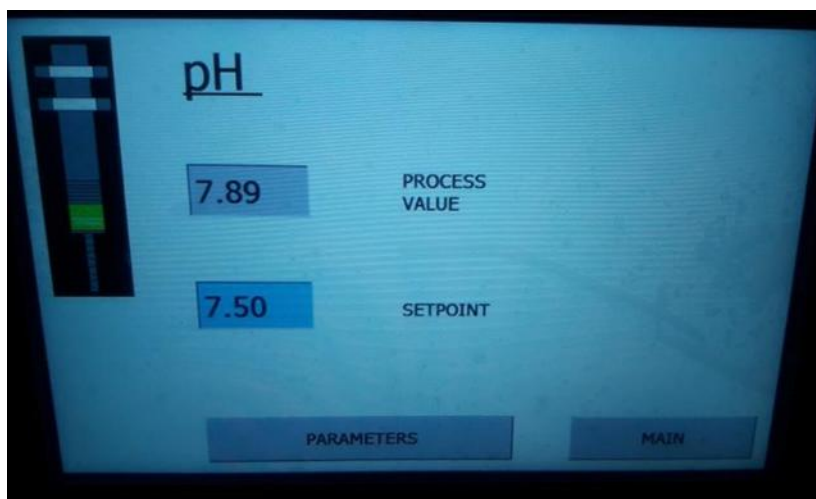 pH
7.89
PROCESS
VALUE
7.50
SETPOINT
PARAMETERS
MAIN